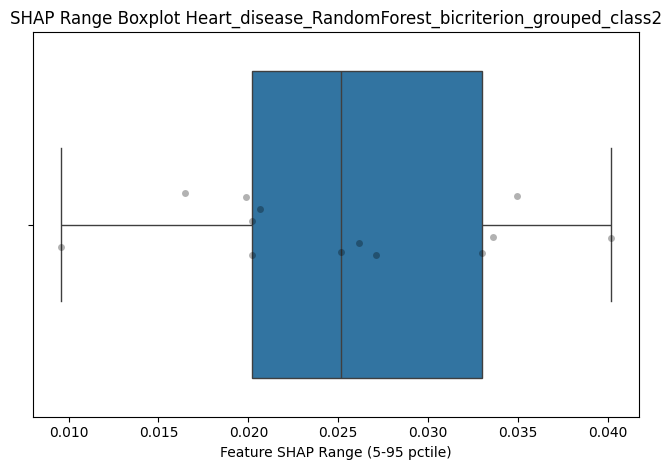 SHAP Range Boxplot Heart_disease_RandomForest_bicriterion_grouped_class2
0.010 0.015 0.020 0.025 0.030 0.035 0.040
Feature SHAP Range (5-95 pctile)